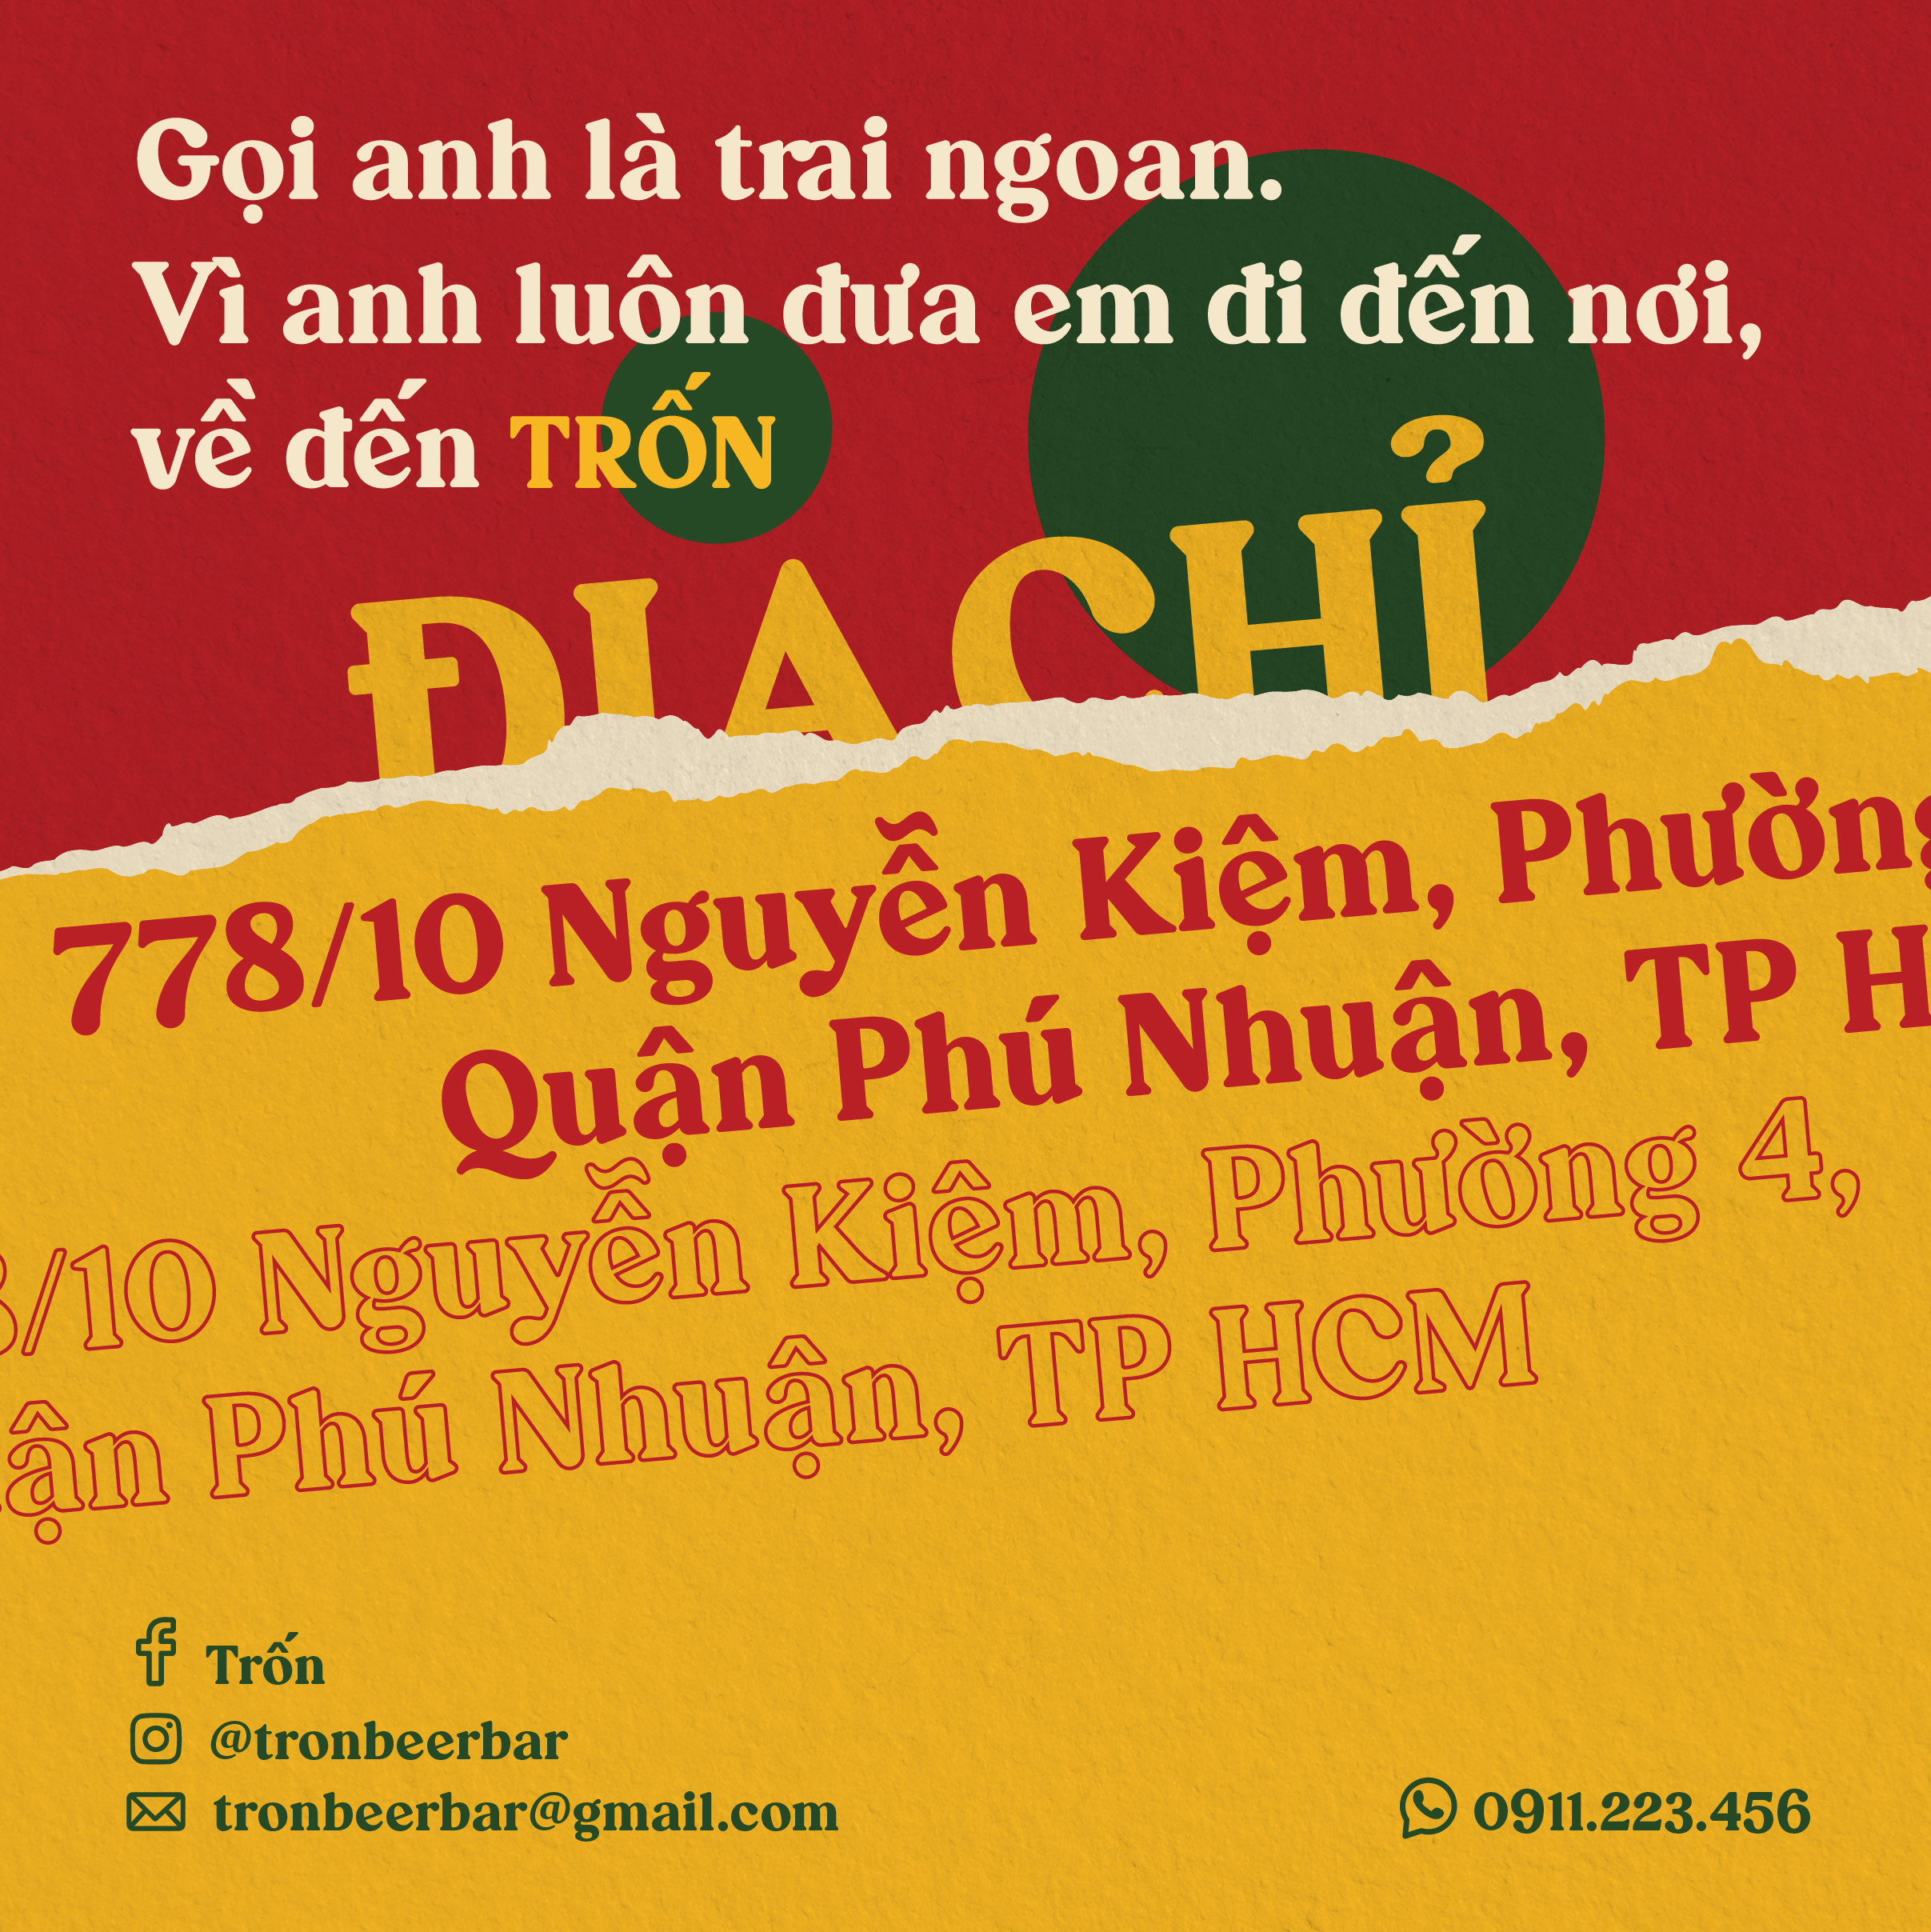 Gọi anh là trai ngoan.
Vì anh luôn đưa em đi đến nơi,
về đến TRỐN
ĐỊA CHỈ
778/10 Nguyễn Kiệm, Phường
Quận Phú Nhuận, TP H
8/10 Nguyễn Kiệm, Phường 4,
ận Phú Nhuận, TP HCM
Trốn
@tronbeerbar
tronbeerbar@gmail.com
0911.223.456